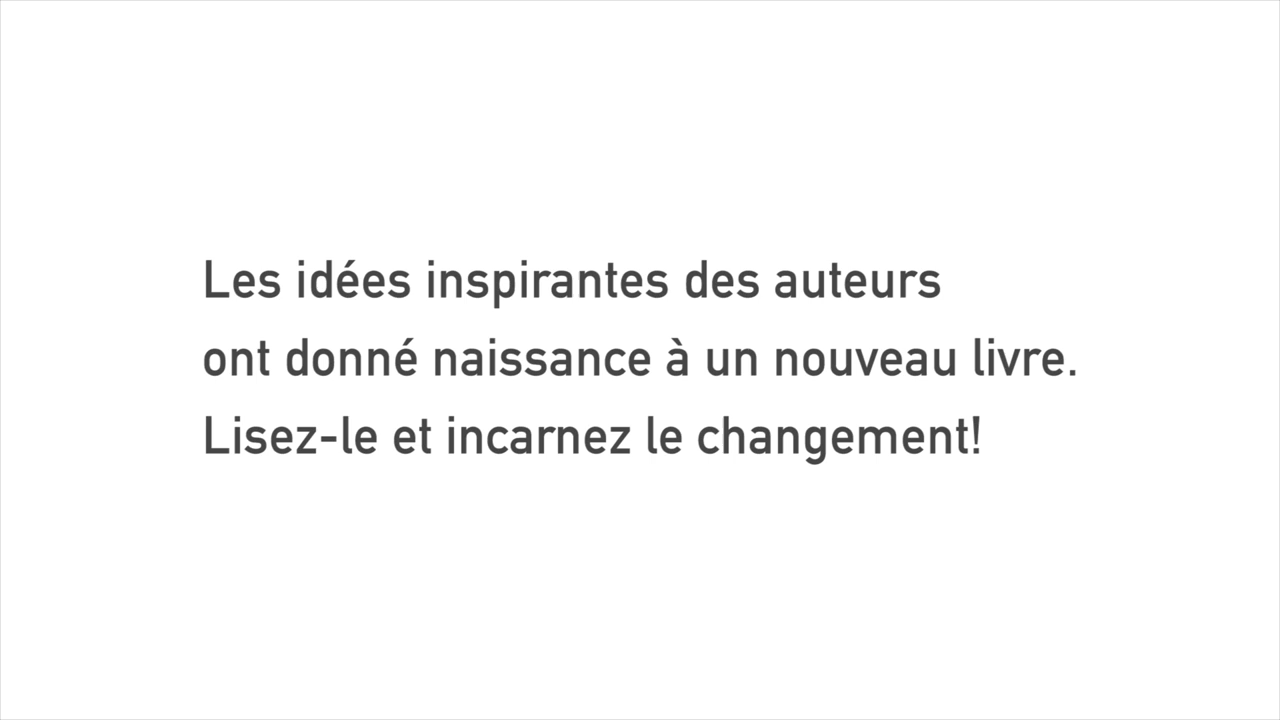 Les idées inspirantes des auteurs
ont donné naissance à un nouveau livre.
Lisez-le et incarnez le changement!